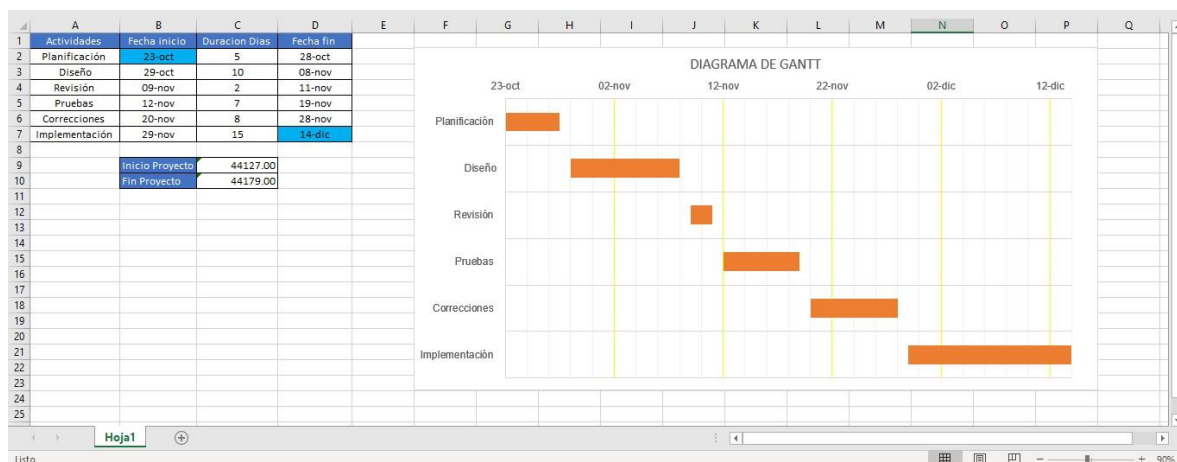 A B C D E F G H I J K L M N O P Q
1 Actividades Fecha inicio Duracion Dias Fecha fin
2 Planificación 23-oct 5 28-oct
3 Diseño 29-oct 10 08-nov
4 Revisión 09-nov 2 11-nov
5 Pruebas 12-nov 7 19-nov
6 Correcciones 20-nov 8 28-nov
7 Implementación 29-nov 15 14-dic
8
9 Inicio Proyecto 44127.00
10 Fin Proyecto 44179.00
11
12
13
14
15
16
17
18
19
20
21
22
23
24
25
DIAGRAMA DE GANTT
23-oct 02-nov 12-nov 22-nov 02-dic 12-dic
Planificación
Diseño
Revisión
Pruebas
Correcciones
Implementación
Hoja1
Listo 90%